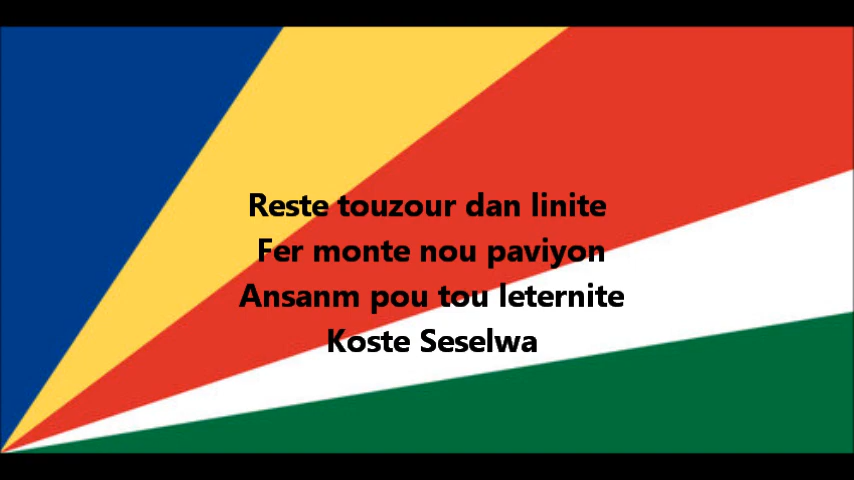 Reste touzour dan linite
Fer monte nou paviyon
Ansanm pou tou leternite
Koste Seselwa